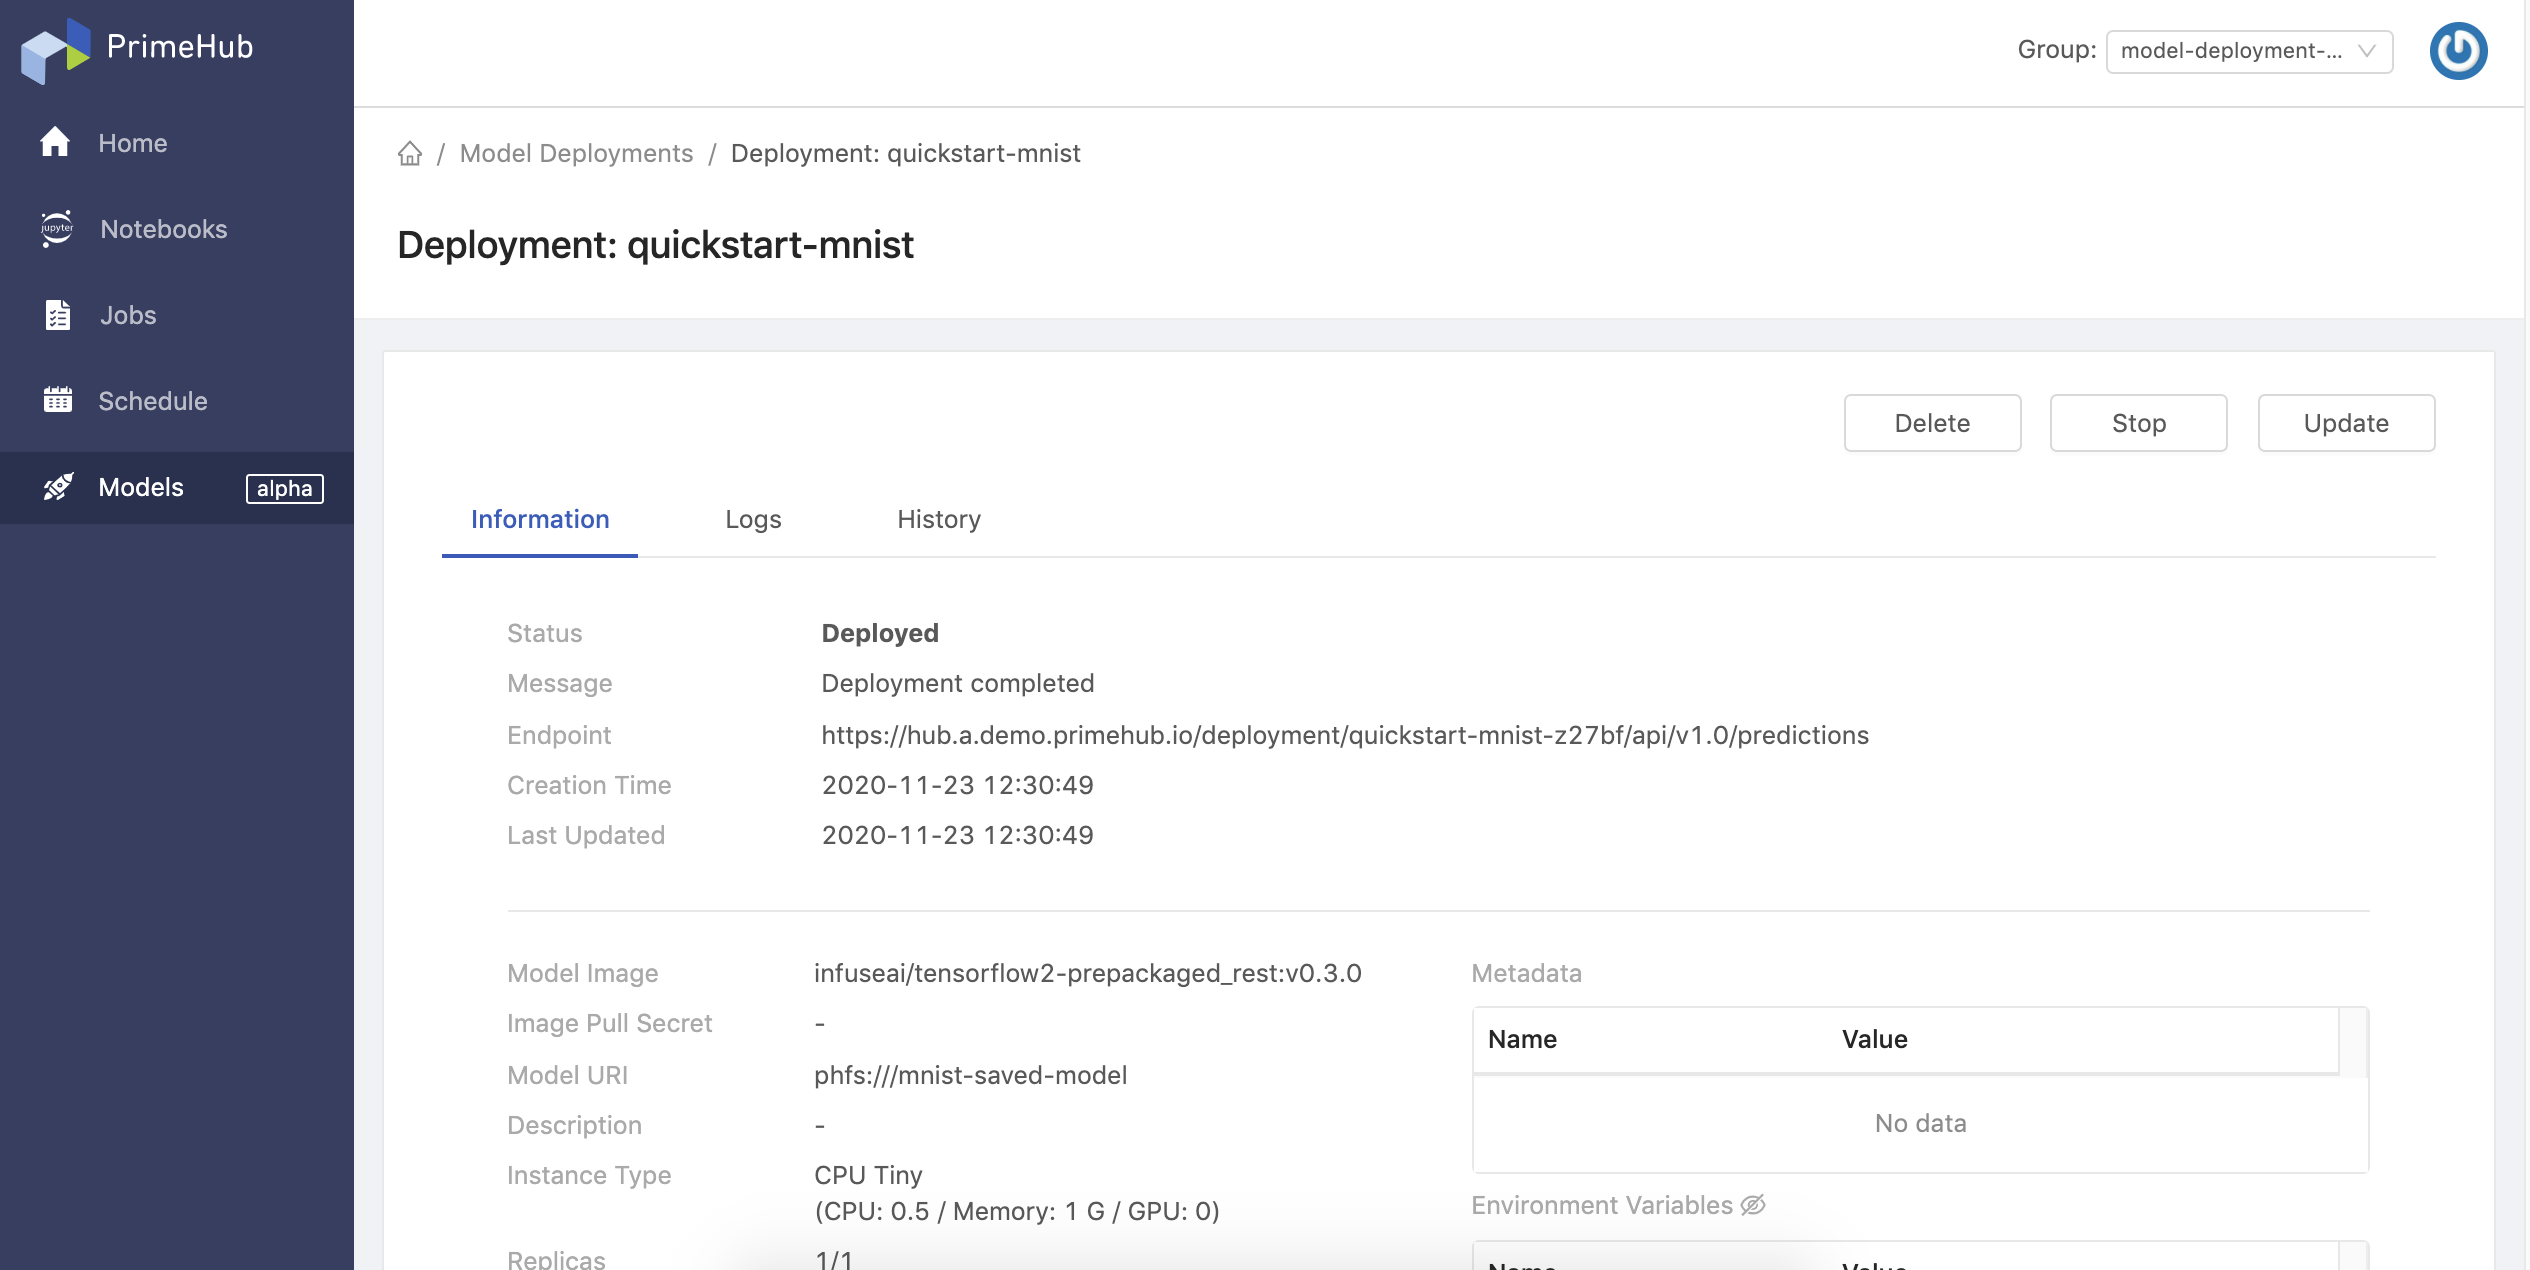 PrimeHub
Group: model-deployment-...
Home
Notebooks
Jobs
Schedule
Models alpha
jupyter
/ Model Deployments / Deployment: quickstart-mnist
Deployment: quickstart-mnist
Delete Stop Update
Information Logs History
Status Deployed
Message Deployment completed
Endpoint https://hub.a.demo.primehub.io/deployment/quickstart-mnist-z27bf/api/v1.0/predictions
Creation Time 2020-11-23 12:30:49
Last Updated 2020-11-23 12:30:49
Model Image infuseai/tensorflow2-prepackaged_rest:v0.3.0
Image Pull Secret -
Model URI phfs:///mnist-saved-model
Description -
Instance Type CPU Tiny
(CPU: 0.5 / Memory: 1 G / GPU: 0)
Replicas 1/1
Metadata
Name Value
No data
Environment Variables
Name Value